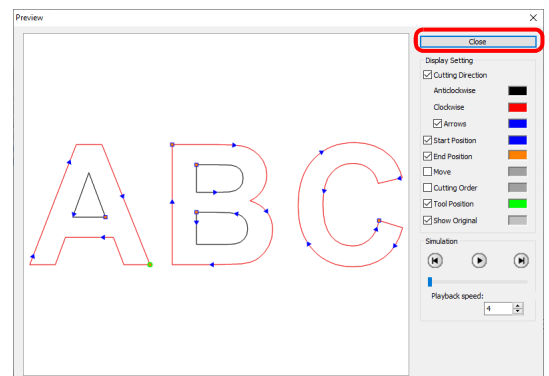 Preview
Close
Display Setting
Cutting Direction
Anticlockwise
Clockwise
Arrows
Start Position
End Position
Move
Cutting Order
Tool Position
Show Original
Simulation
Playback speed:
4
ABC